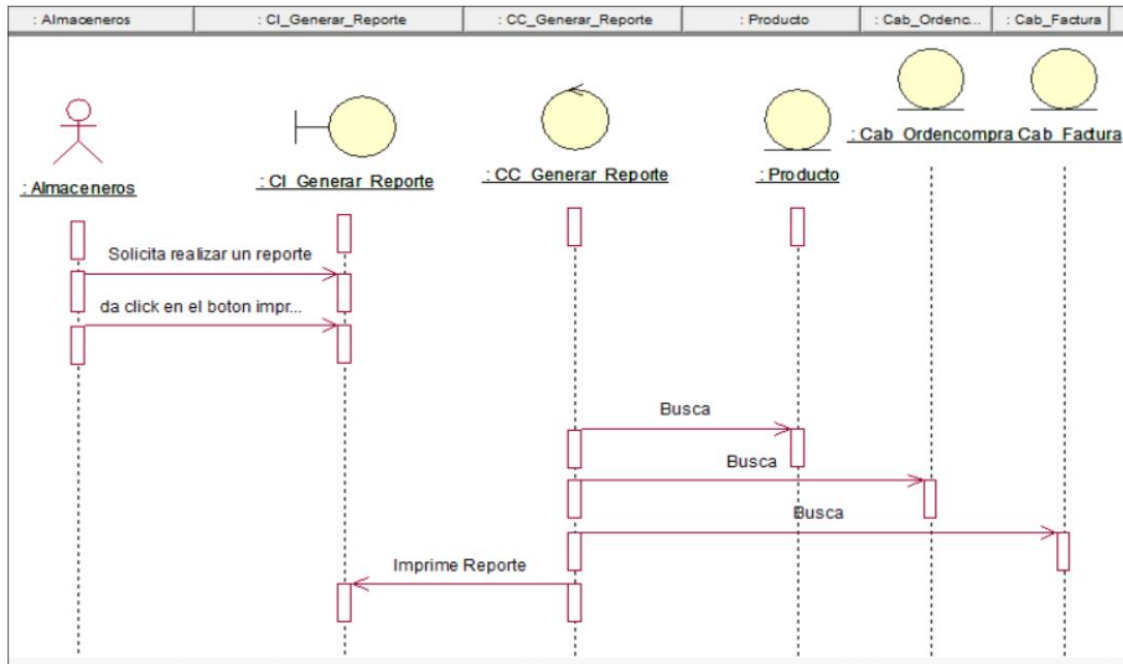 : Almaceneros
: CI_Generar_Reporte
: CC_Generar_Reporte
: Producto
: Cab_Ordenc...
: Cab_Factura
: Almaceneros
: CI_Generar_Reporte
: CC_Generar_Reporte
: Producto
: Cab_Ordencompra
Cab_Factura
Solicita realizar un reporte
da click en el boton impr...
Busca
Busca
Busca
Imprime Reporte